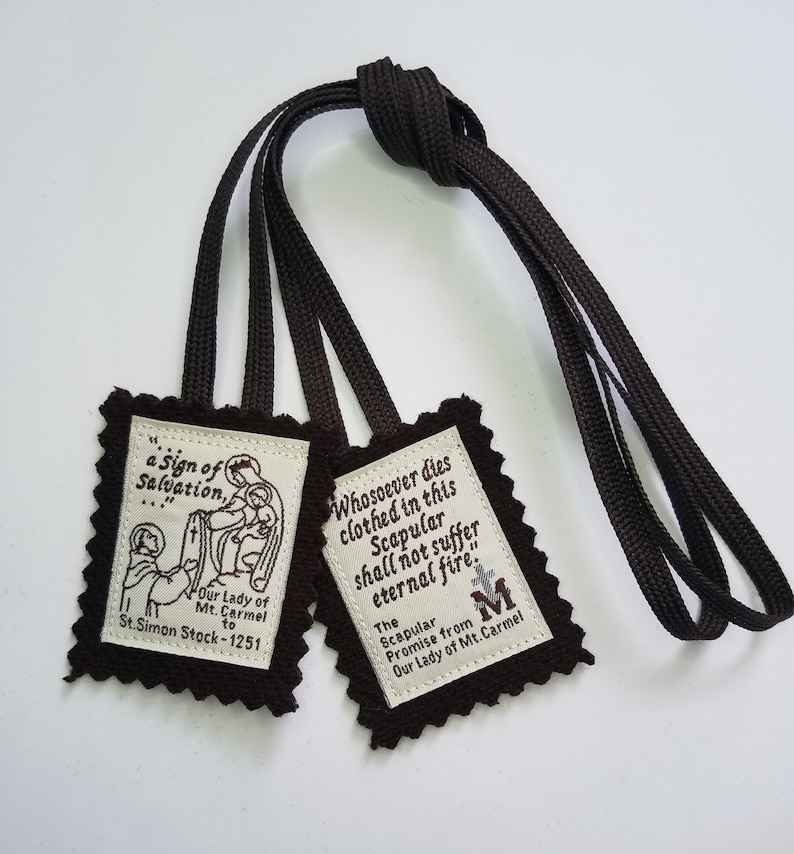 "...
a Sign of
Salvation,
..."
Our Lady of
Mt. Carmel
to
St. Simon Stock - 1251
Whosoever dies
clothed in this
Scapular
shall not suffer
eternal fire."
The
Scapular
Promise from
Our Lady of Mt. Carmel
M